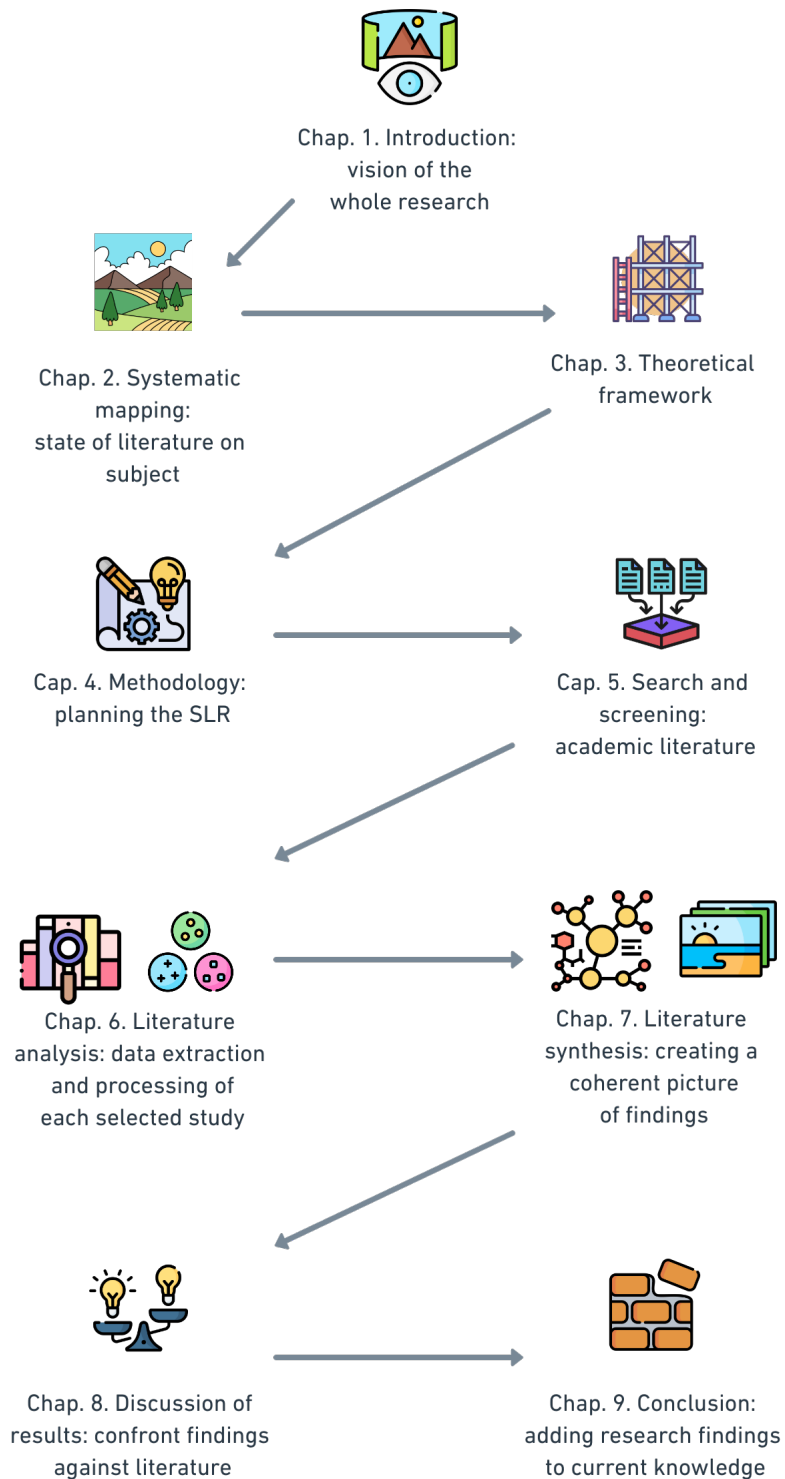 Chap. 1. Introduction:
vision of the
whole research
Chap. 2. Systematic
mapping:
state of literature on
subject
Chap. 3. Theoretical
framework
Cap. 4. Methodology:
planning the SLR
Cap. 5. Search and
screening:
academic literature
Chap. 6. Literature
analysis: data extraction
and processing of
each selected study
Chap. 7. Literature
synthesis: creating a
coherent picture
of findings
Chap. 8. Discussion of
results: confront findings
against literature
Chap. 9. Conclusion:
adding research findings
to current knowledge